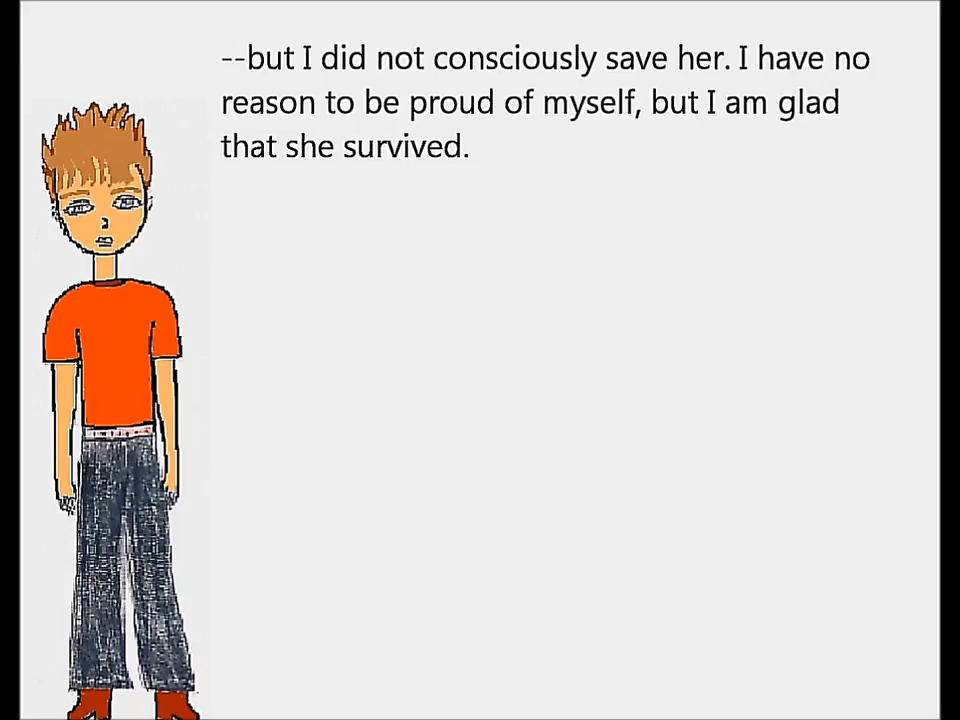 --but I did not consciously save her. I have no
reason to be proud of myself, but I am glad
that she survived.